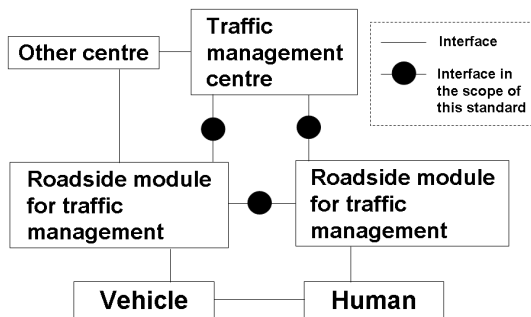 Other centre
Traffic
management
centre
Interface
Interface in
the scope of
this standard
Roadside module
for traffic
management
Roadside module
for traffic
management
Vehicle
Human